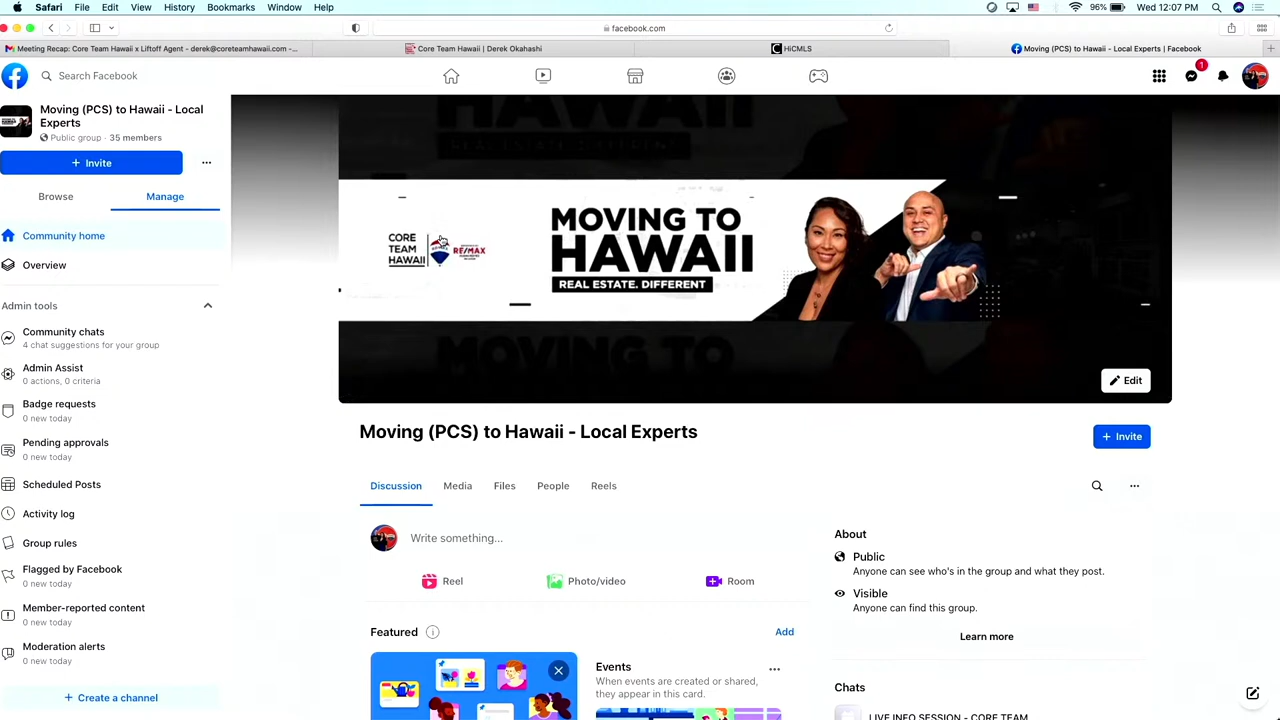 Safari File Edit View History Bookmarks Window Help
96% Wed 12:07 PM
facebook.com
Meeting Recap: Core Team Hawaii x Liftoff Agent - derek@coreteamhawaii.com -...
Core Team Hawaii | Derek Okahashi
HiCMLS
Moving (PCS) to Hawaii - Local Experts | Facebook
Search Facebook
1
Moving (PCS) to Hawaii - Local
Experts
Public group · 35 members
+ Invite
Browse
Manage
Community home
Overview
Admin tools
Community chats
4 chat suggestions for your group
Admin Assist
0 actions, 0 criteria
Badge requests
0 new today
Pending approvals
0 new today
Scheduled Posts
Activity log
Group rules
Flagged by Facebook
0 new today
Member-reported content
0 new today
Moderation alerts
0 new today
+ Create a channel
HAWAII
CORE
TEAM
HAWAII
RE/MAX
MOVING TO
HAWAII
REAL ESTATE. DIFFERENT
MOVING TO
Edit
Moving (PCS) to Hawaii - Local Experts
+ Invite
Discussion
Media
Files
People
Reels
Write something...
Reel
Photo/video
Room
Featured
Add
Events
When events are created or shared,
they appear in this card.
About
Public
Anyone can see who's in the group and what they post.
Visible
Anyone can find this group.
Learn more
Chats
LIVE INFO SESSION - CORE TEAM